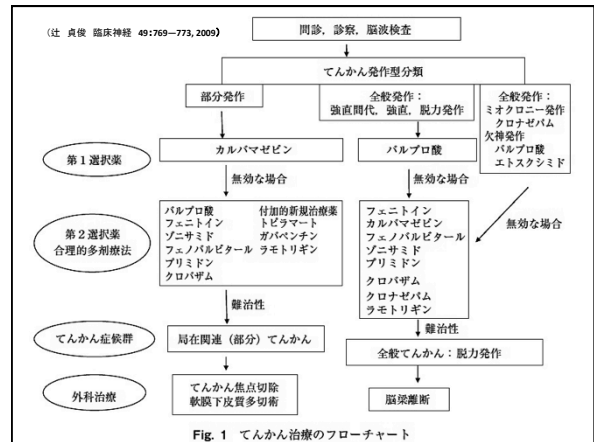 （辻 貞俊 臨床神経 49:769—773, 2009）
問診，診察，脳波検査
てんかん発作型分類
部分発作
全般発作：
強直間代，強直，脱力発作
全般発作：
ミオクロニー発作
クロナゼパム
欠神発作
バルプロ酸
エトスクシミド
第1選択薬
カルバマゼピン
バルプロ酸
無効な場合
無効な場合
無効な場合
第2選択薬
合理的多剤療法
バルプロ酸 付加的新規治療薬
フェニトイン トピラマート
ゾニサミド ガバペンチン
フェノバルビタール ラモトリギン
プリミドン
クロバザム
フェニトイン
カルバマゼピン
フェノバルビタール
ゾニサミド
プリミドン
クロバザム
クロナゼパム
ラモトリギン
難治性
難治性
てんかん症候群
局在関連（部分）てんかん
全般てんかん：脱力発作
外科治療
てんかん焦点切除
軟膜下皮質多切術
脳梁離断
Fig. 1 てんかん治療のフローチャート